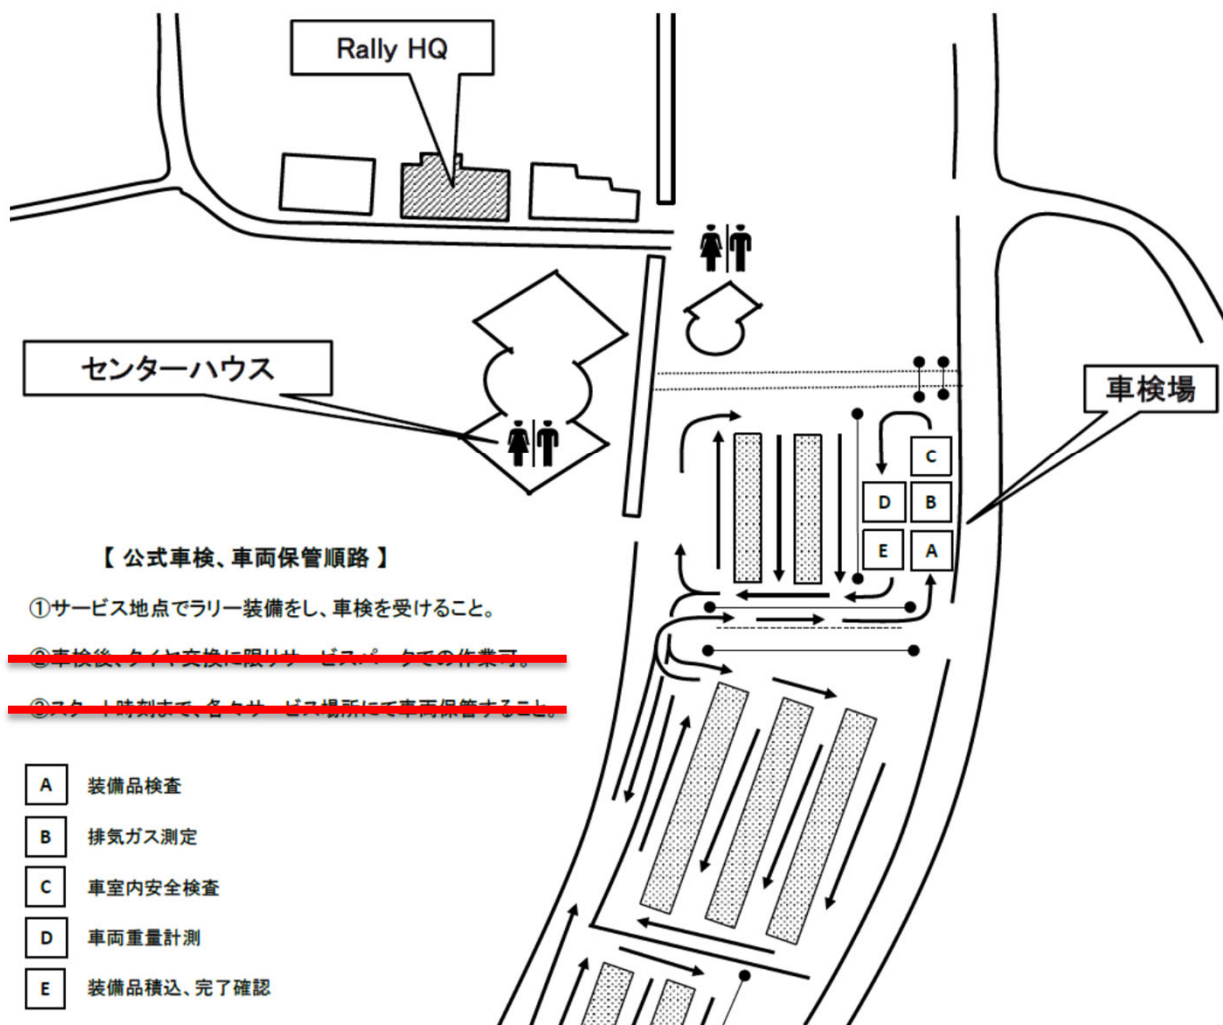 Rally HQ
センターハウス
車検場
C
D
B
E
A
【 公式車検、車両保管順路 】
①サービス地点でラリー装備をし、車検を受けること。
②車検後、タイヤ交換に限りサービスパークでの作業可。
③スタート時刻まで、各々サービス場所にて車両保管すること。
A 装備品検査
B 排気ガス測定
C 車室内安全検査
D 車両重量計測
E 装備品積込、完了確認